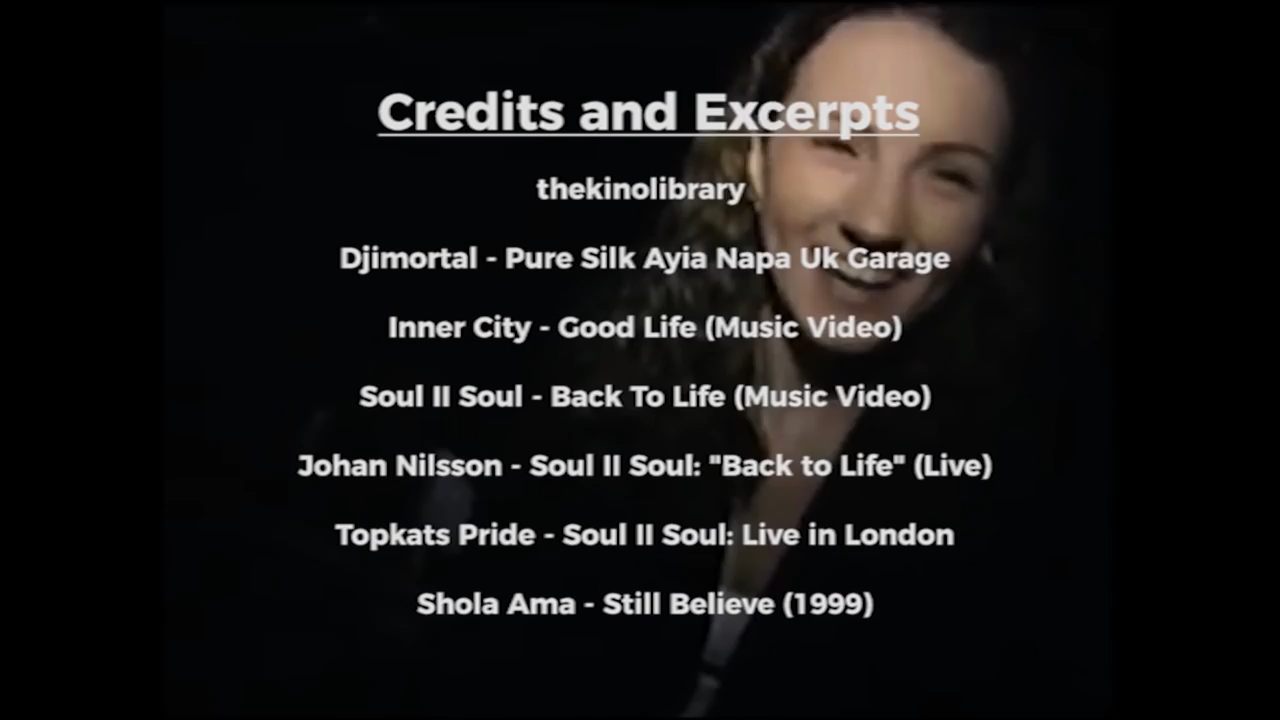 Credits and Excerpts
thekinolibrary
Djimortal - Pure Silk Ayia Napa Uk Garage
Inner City - Good Life (Music Video)
Soul II Soul - Back To Life (Music Video)
Johan Nilsson - Soul II Soul: "Back to Life" (Live)
Topkats Pride - Soul II Soul: Live in London
Shola Ama - Still Believe (1999)